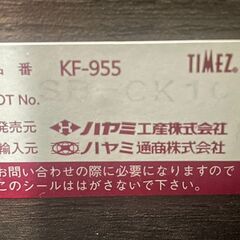 品 番 KF-955 TIMEZ®
OT No.
発売元 ハヤミ工産株式会社
輸入元 ハヤミ通商株式会社
お問い合わせの際に必要になりますので
このシールははがさないでください。